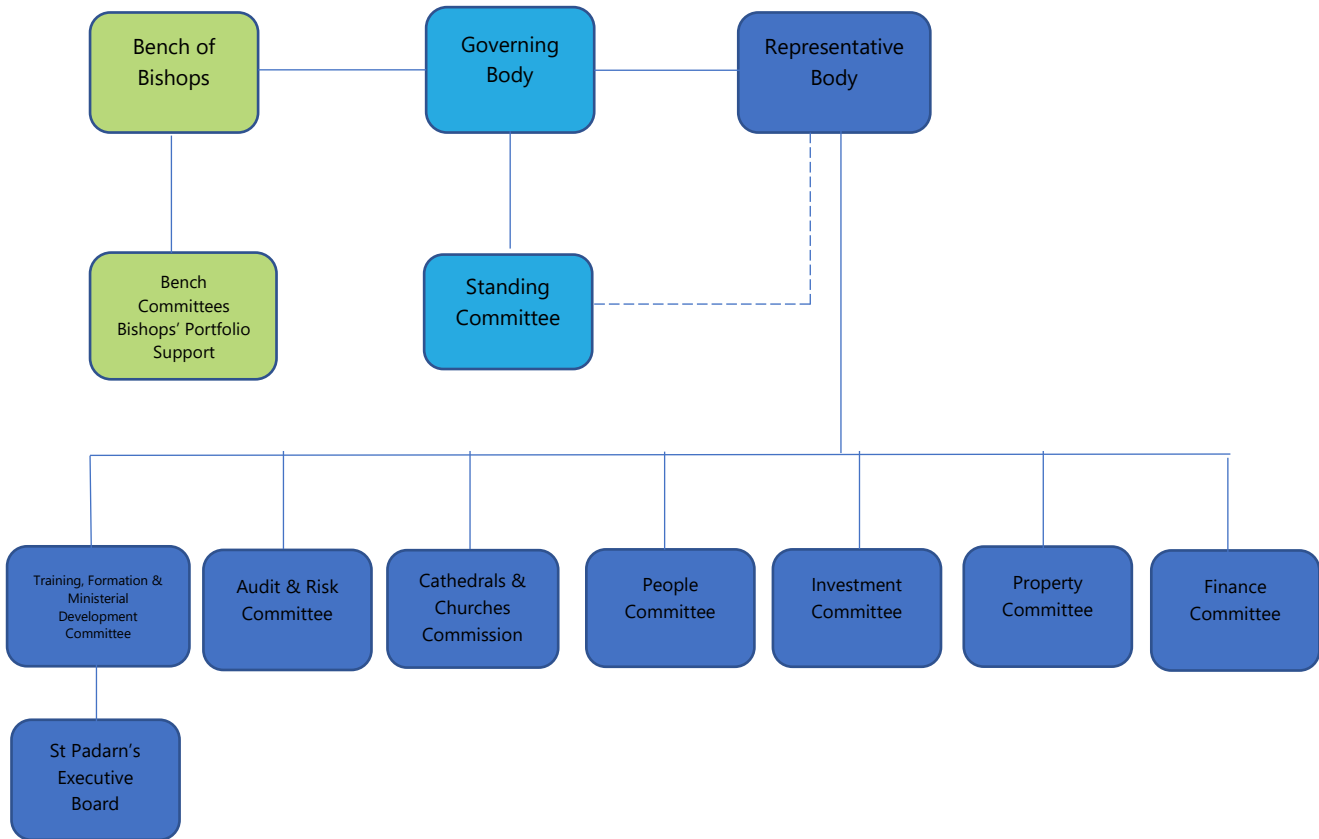 Bench of
Bishops
Governing
Body
Representative
Body
Bench
Committees
Bishops’ Portfolio
Support
Standing
Committee
Training, Formation &
Ministerial
Development
Committee
Audit & Risk
Committee
Cathedrals &
Churches
Commission
People
Committee
Investment
Committee
Property
Committee
Finance
Committee
St Padarn’s
Executive
Board